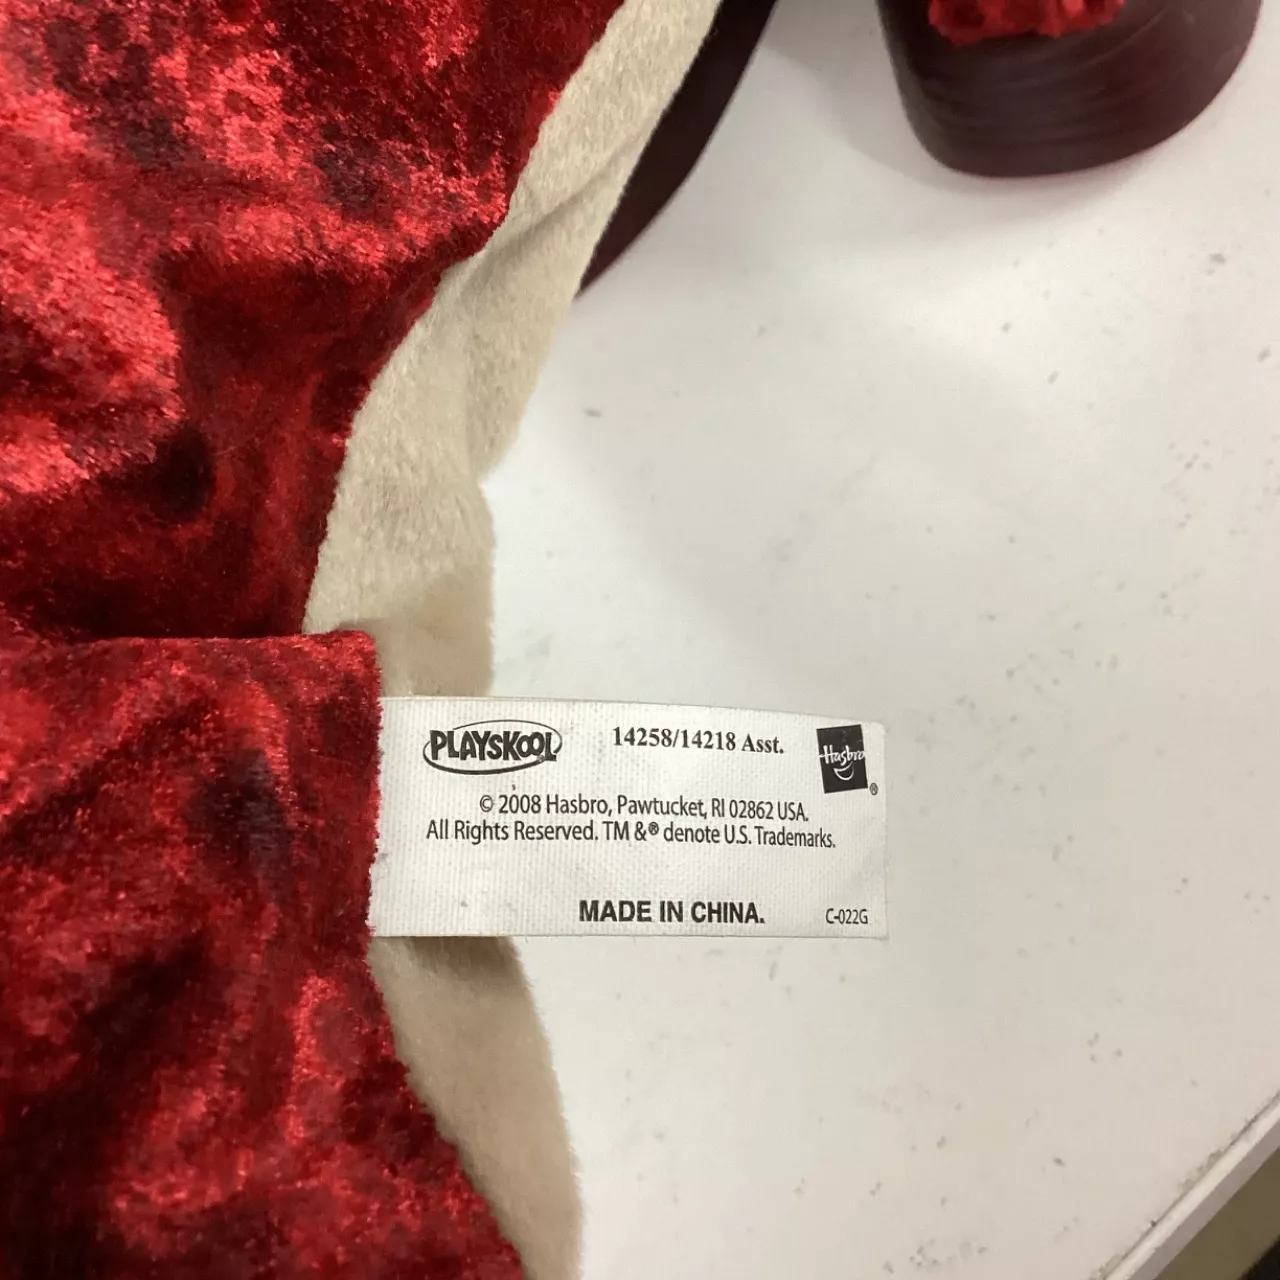 PLAYSKOOL 14258/14218 Asst. Hasbro ®
© 2008 Hasbro, Pawtucket, RI 02862 USA.
All Rights Reserved. TM &® denote U.S. Trademarks.
MADE IN CHINA. C-022G